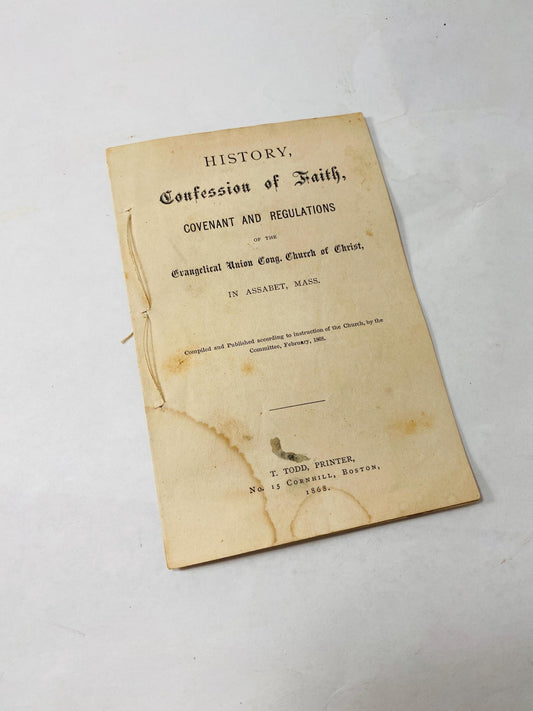 HISTORY,
Confession of Faith,
COVENANT AND REGULATIONS
OF THE
Evangelical Union Cong. Church of Christ,
IN ASSABET, MASS.
Compiled and Published according to instruction of the Church, by the
Committee, February, 1868.
T. TODD, PRINTER,
No. 15 CORNHILL, BOSTON,
1868.